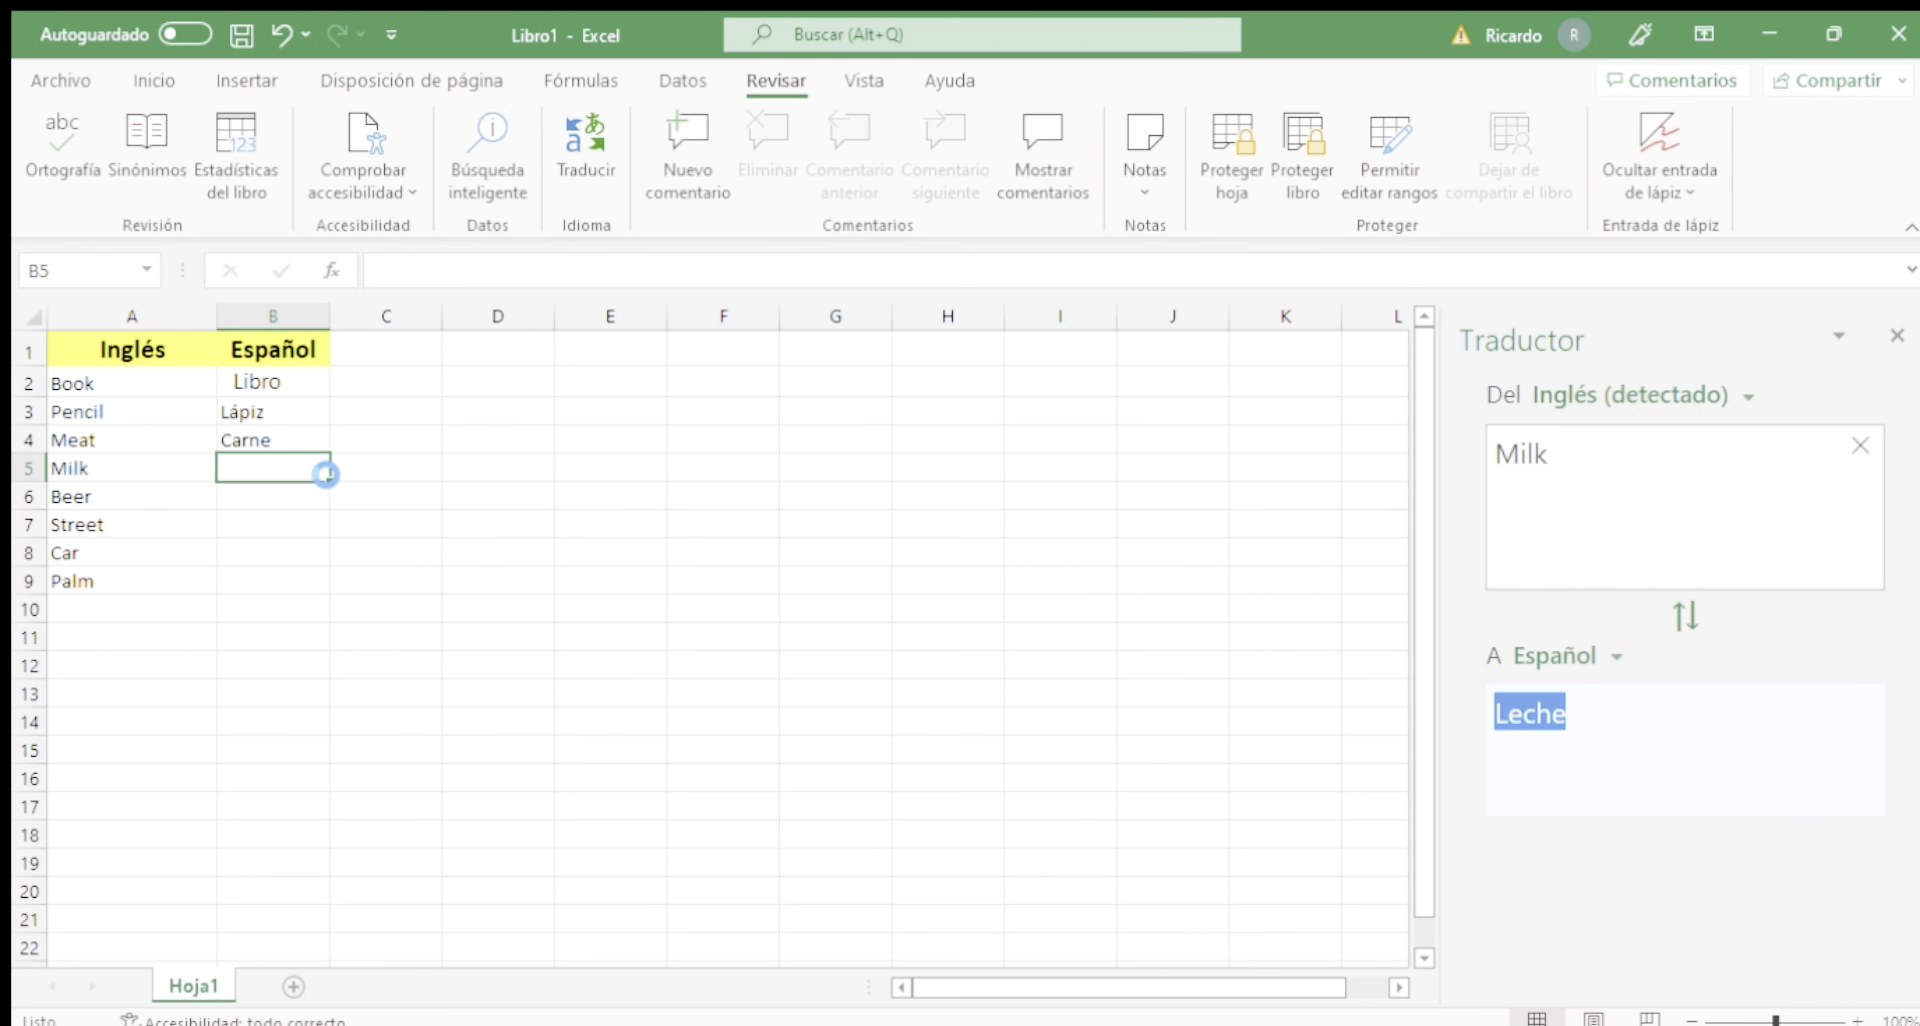 Autoguardado
Libro1 - Excel
Buscar (Alt+Q)
Ricardo
R
Archivo
Inicio
Insertar
Disposición de página
Fórmulas
Datos
Revisar
Vista
Ayuda
Comentarios
Compartir
abc
Ortografía
Sinónimos
123
Estadísticas
del libro
Revisión
Comprobar
accesibilidad
Accesibilidad
Búsqueda
inteligente
Datos
a あ
Traducir
Idioma
Nuevo
comentario
Eliminar
Comentario
anterior
Comentario
siguiente
Mostrar
comentarios
Comentarios
Notas
Notas
Proteger
hoja
Proteger
libro
Permitir
editar rangos
Dejar de
compartir el libro
Proteger
Ocultar entrada
de lápiz
Entrada de lápiz
B5
fx
A B C D E F G H I J K L
1 Inglés Español
2 Book Libro
3 Pencil Lápiz
4 Meat Carne
5 Milk
6 Beer
7 Street
8 Car
9 Palm
10
11
12
13
14
15
16
17
18
19
20
21
22
Traductor
Del Inglés (detectado)
Milk
A Español
Leche
Hoja1
Listo
Accesibilidad: todo correcto
100%